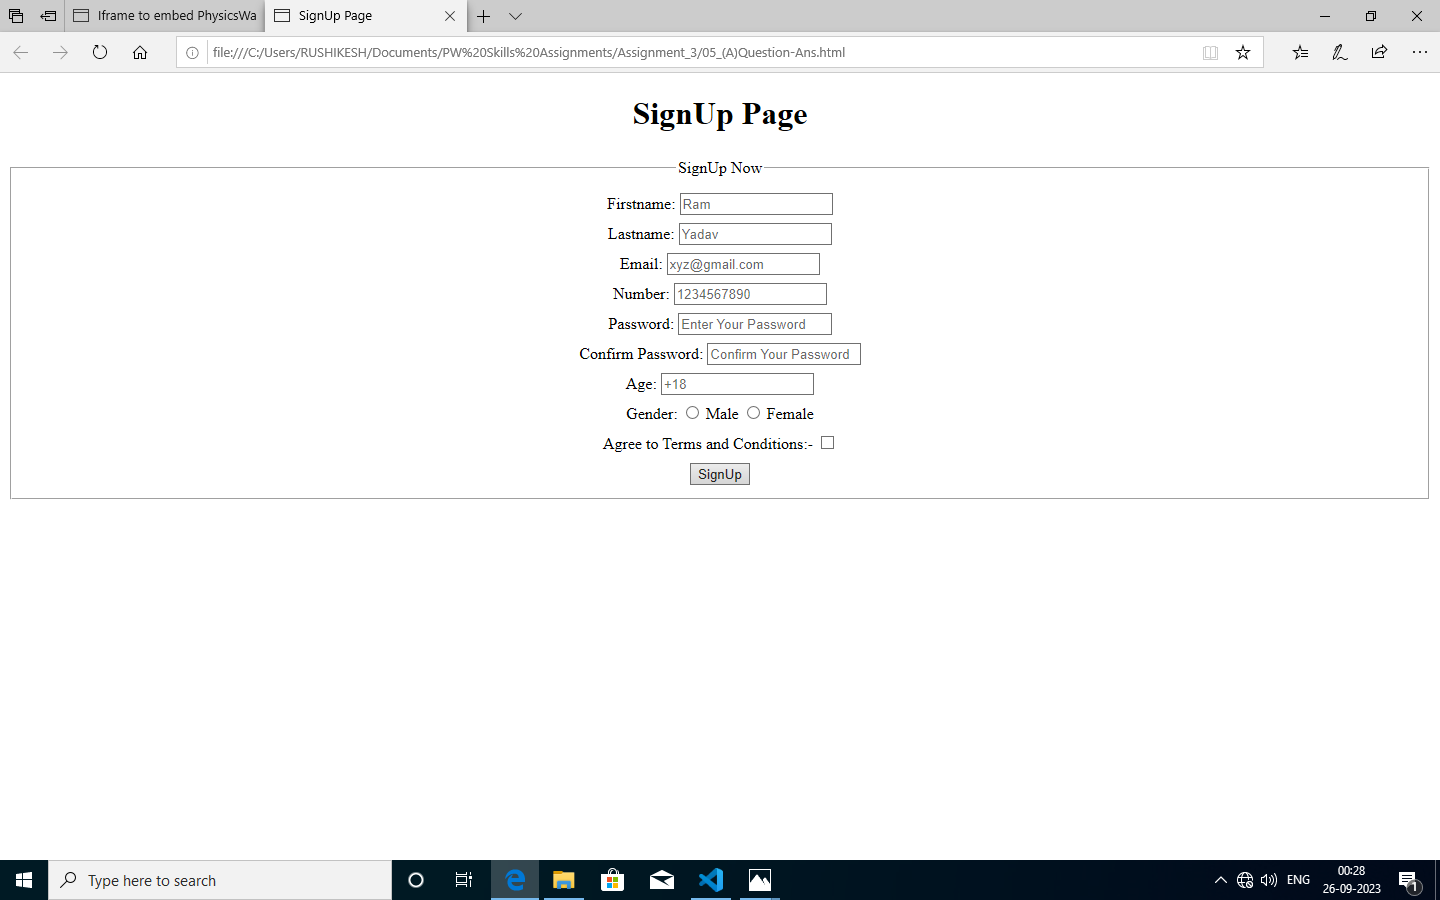 Iframe to embed PhysicsWa
SignUp Page
file:///C:/Users/RUSHIKESH/Documents/PW%20Skills%20Assignments/Assignment_3/05_(A)Question-Ans.html
SignUp Page
SignUp Now
Firstname: Ram
Lastname: Yadav
Email: xyz@gmail.com
Number: 1234567890
Password: Enter Your Password
Confirm Password: Confirm Your Password
Age: +18
Gender: Male Female
Agree to Terms and Conditions:-
SignUp
Type here to search
ENG
00:28
26-09-2023
1